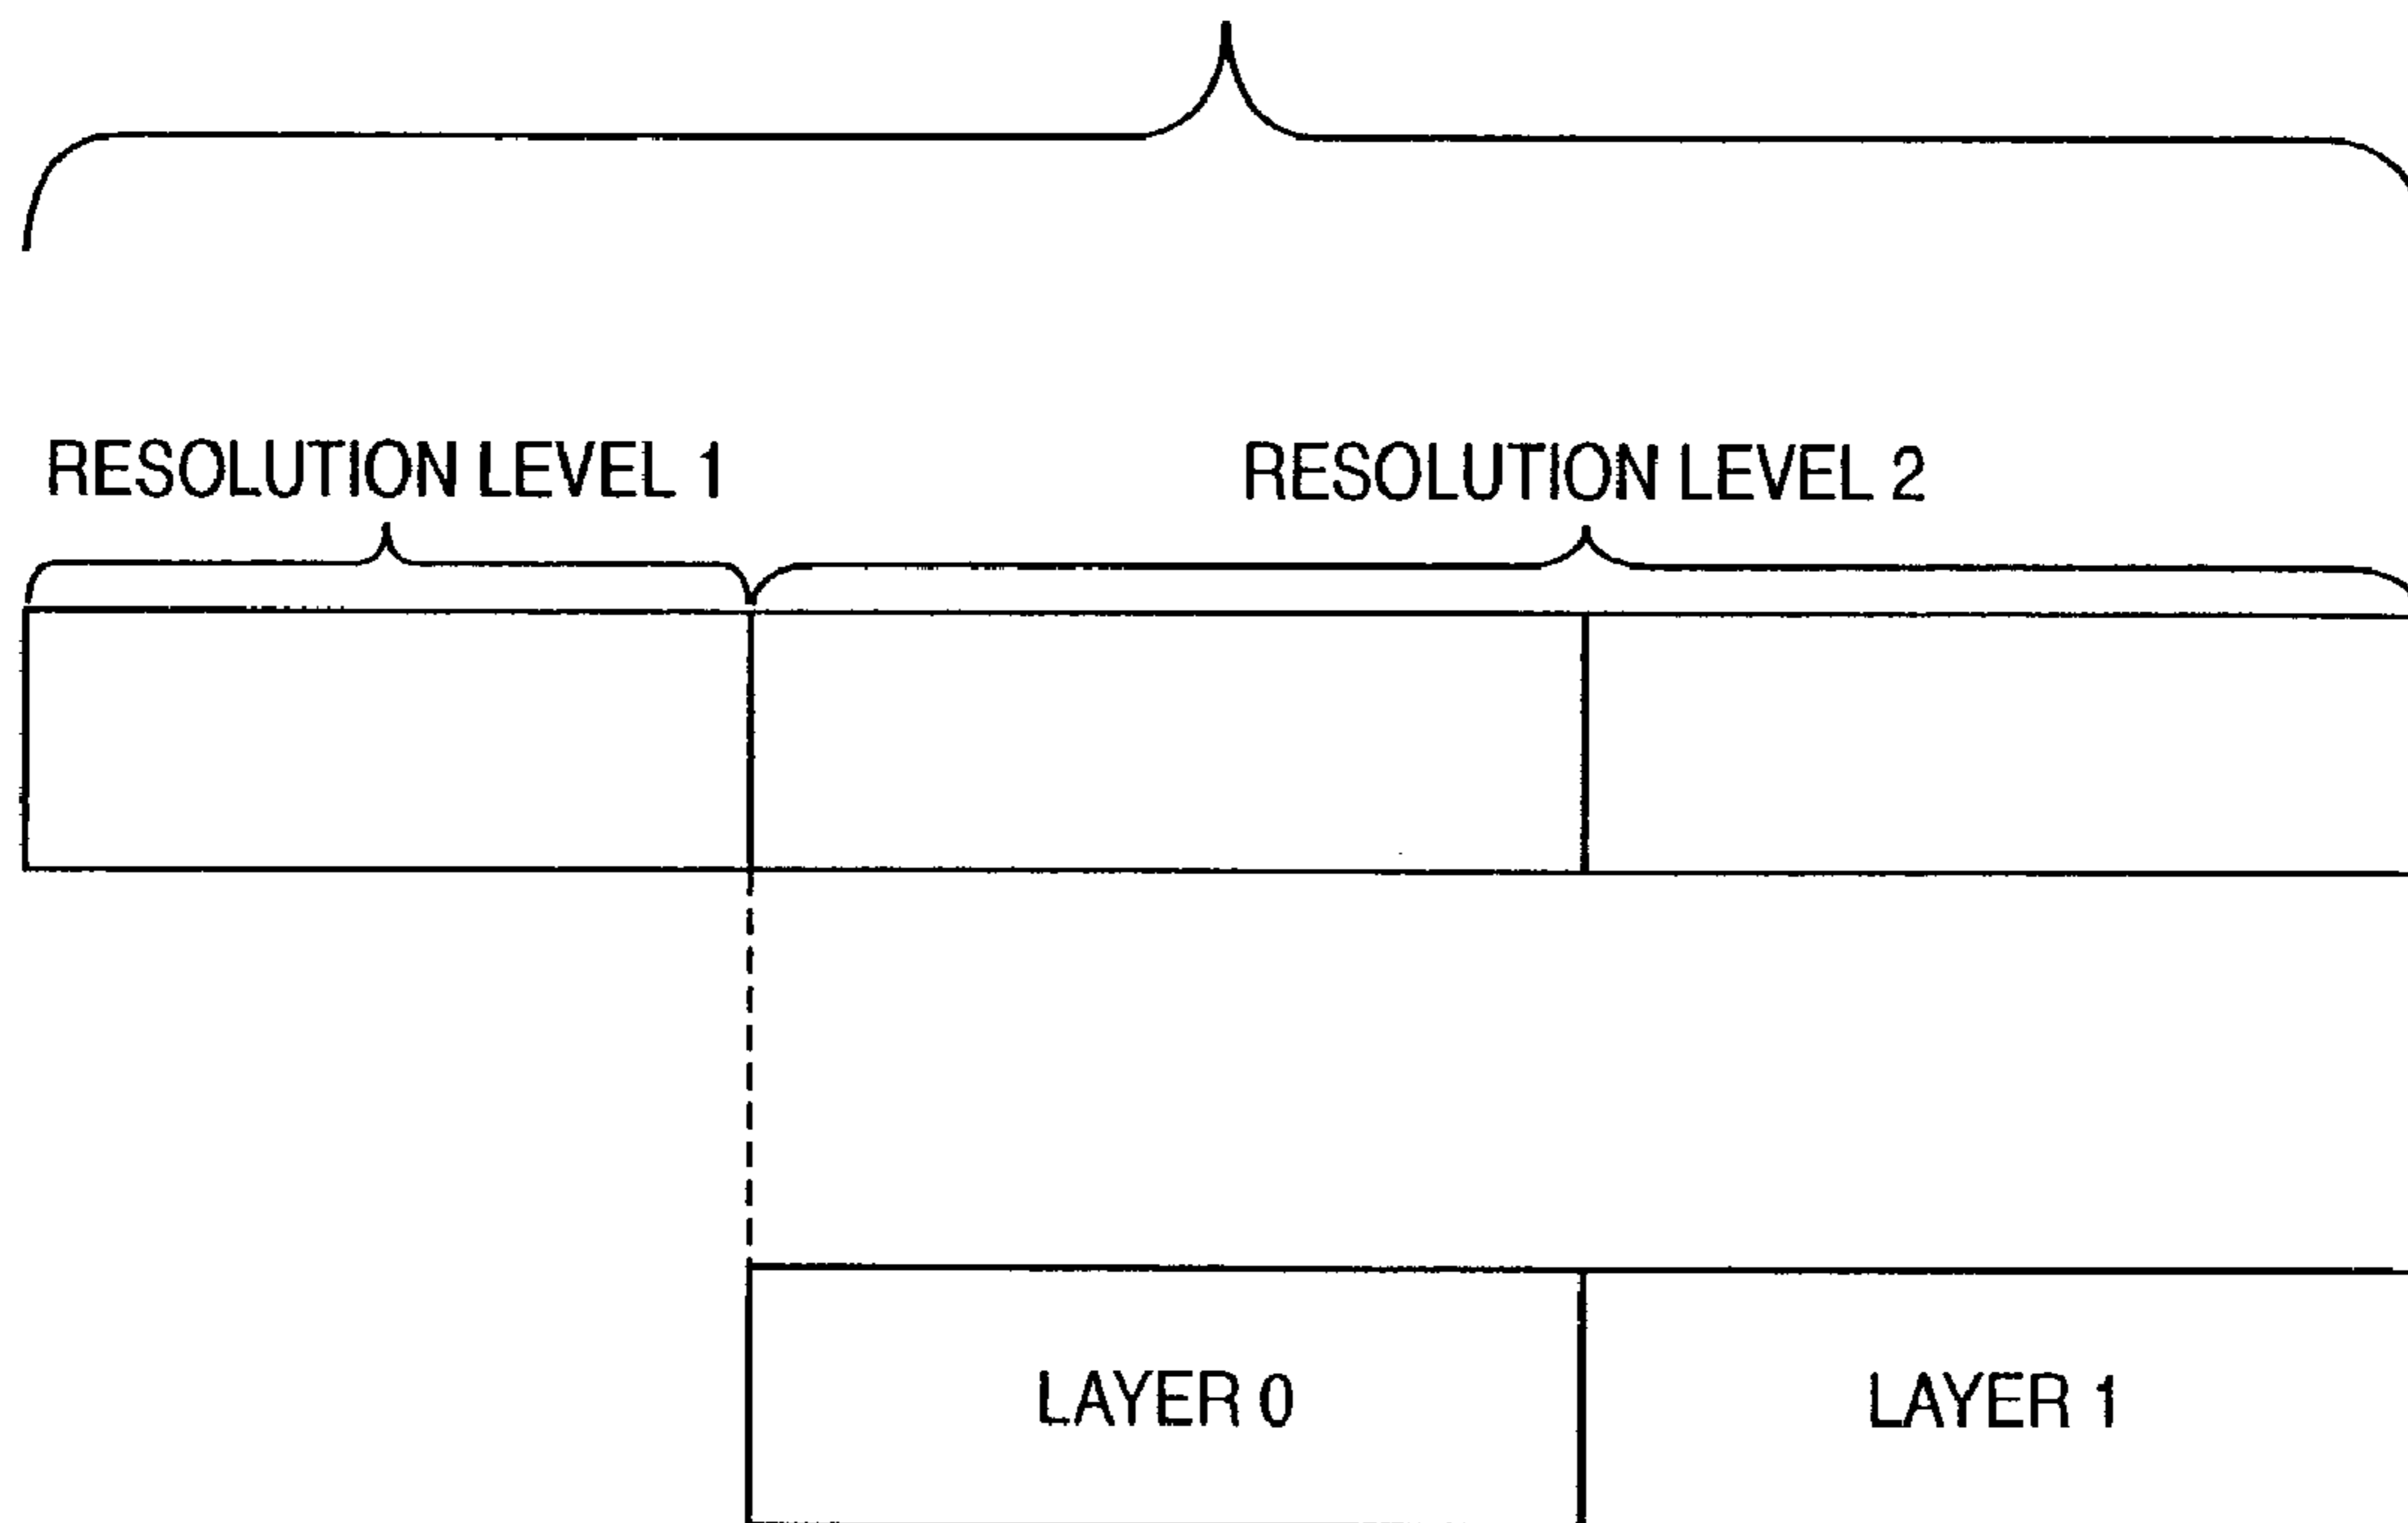 RESOLUTION LEVEL 1
RESOLUTION LEVEL 2
LAYER 0
LAYER 1